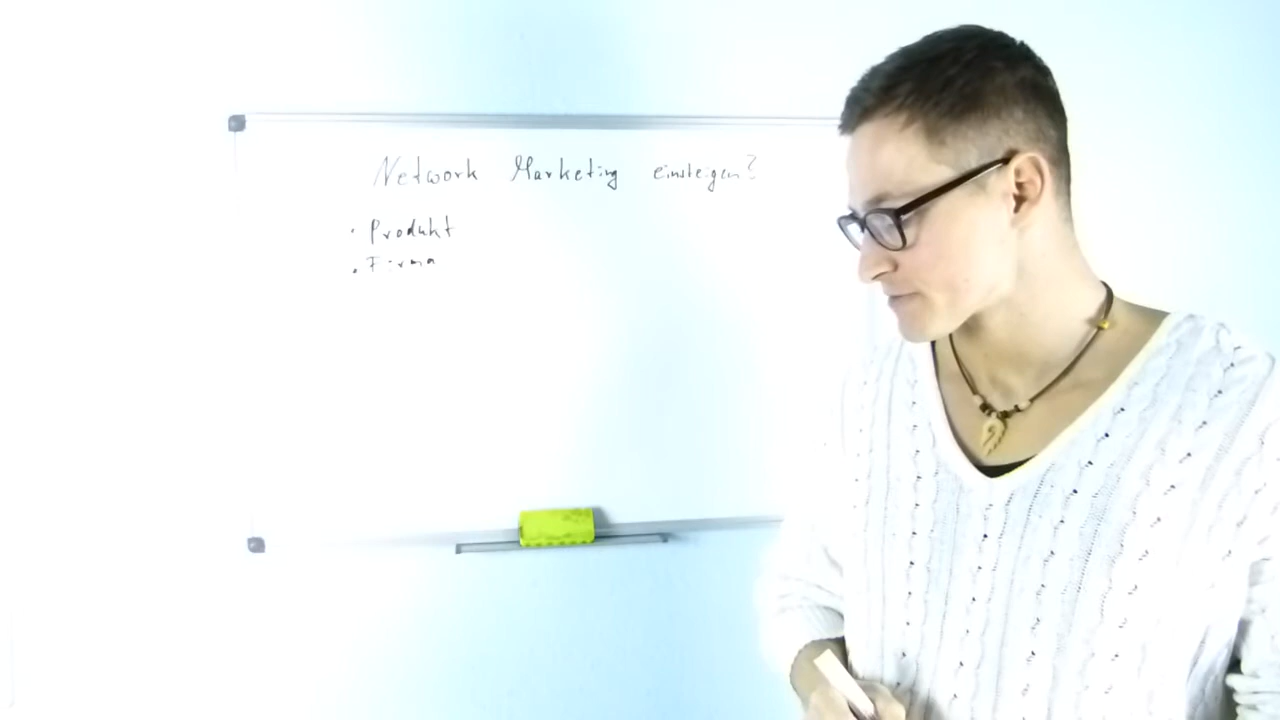 Network Marketing einsteigen?
• Produkt
• Firma